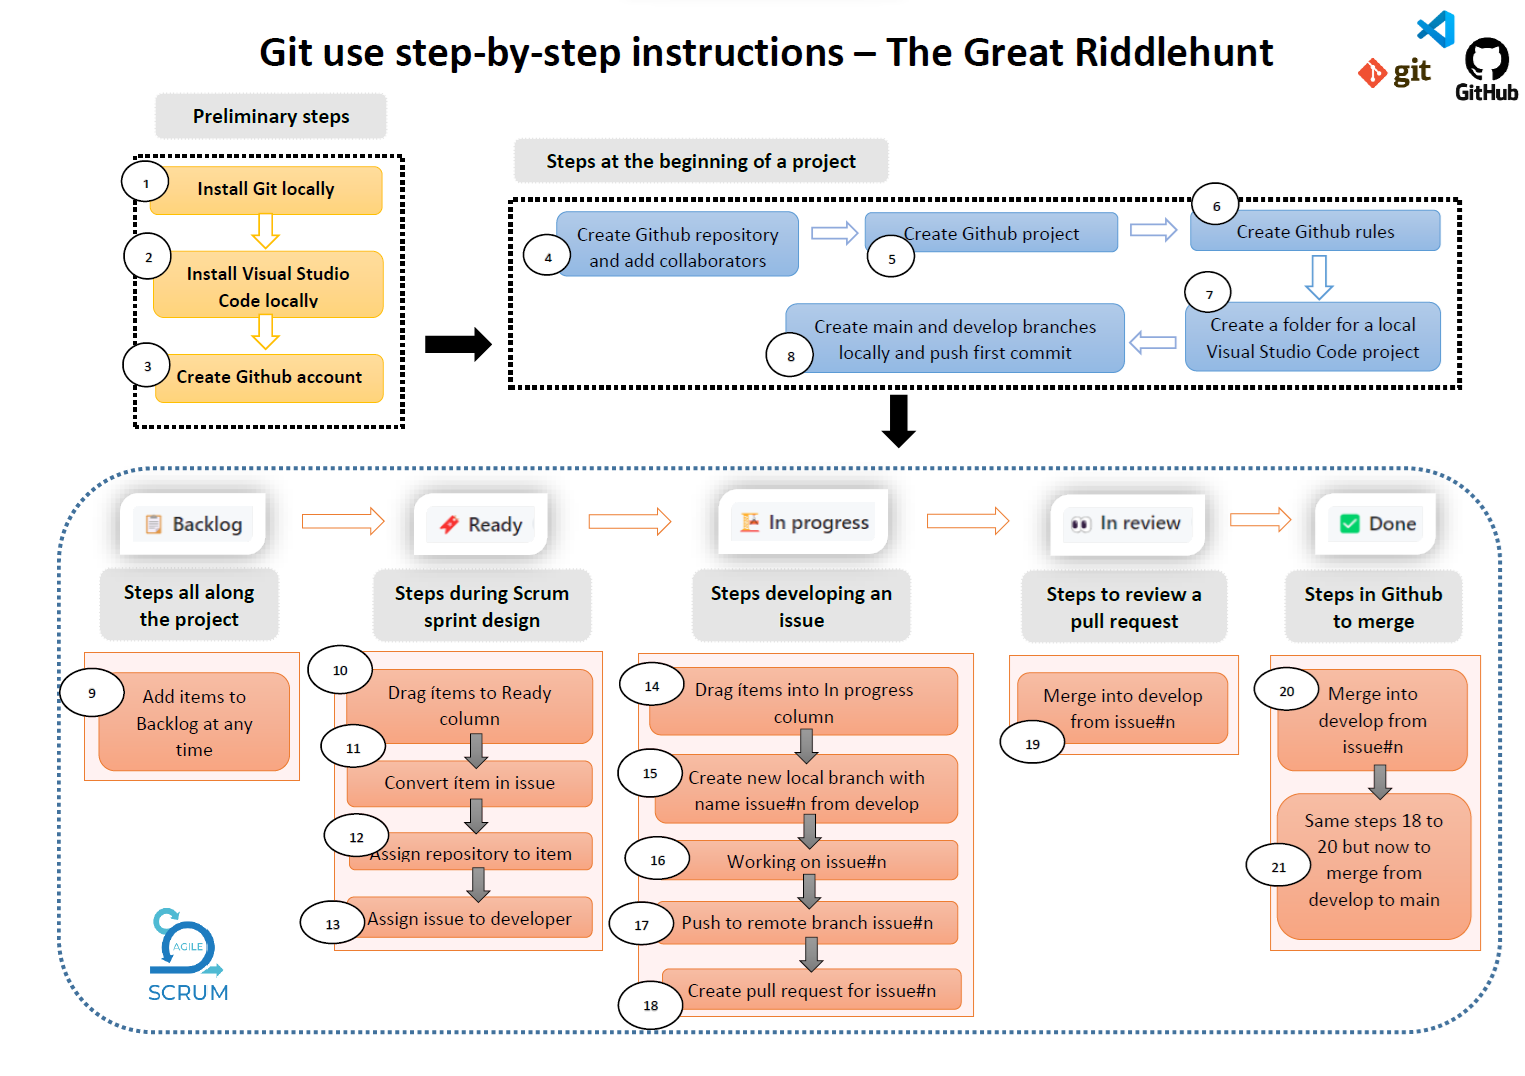 Git use step-by-step instructions – The Great Riddlehunt
git
GitHub
Preliminary steps
1
Install Git locally
2
Install Visual Studio
Code locally
3
Create Github account
Steps at the beginning of a project
4
Create Github repository
and add collaborators
5
Create Github project
6
Create Github rules
7
Create a folder for a local
Visual Studio Code project
8
Create main and develop branches
locally and push first commit
Backlog
Steps all along
the project
9
Add items to
Backlog at any
time
Ready
Steps during Scrum
sprint design
10
Drag ítems to Ready
column
11
Convert ítem in issue
12
Assign repository to item
13
Assign issue to developer
In progress
Steps developing an
issue
14
Drag ítems into In progress
column
15
Create new local branch with
name issue#n from develop
16
Working on issue#n
17
Push to remote branch issue#n
18
Create pull request for issue#n
In review
Steps to review a
pull request
Merge into develop
from issue#n
19
Done
Steps in Github
to merge
20
Merge into
develop from
issue#n
21
Same steps 18 to
20 but now to
merge from
develop to main
AGILE
SCRUM